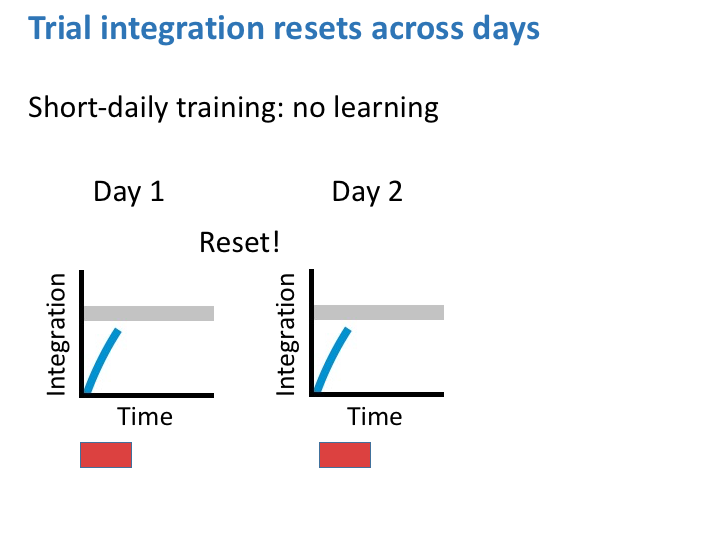 Trial integration resets across days
Short-daily training: no learning
Day 1
Day 2
Reset!
Integration
Time
Integration
Time